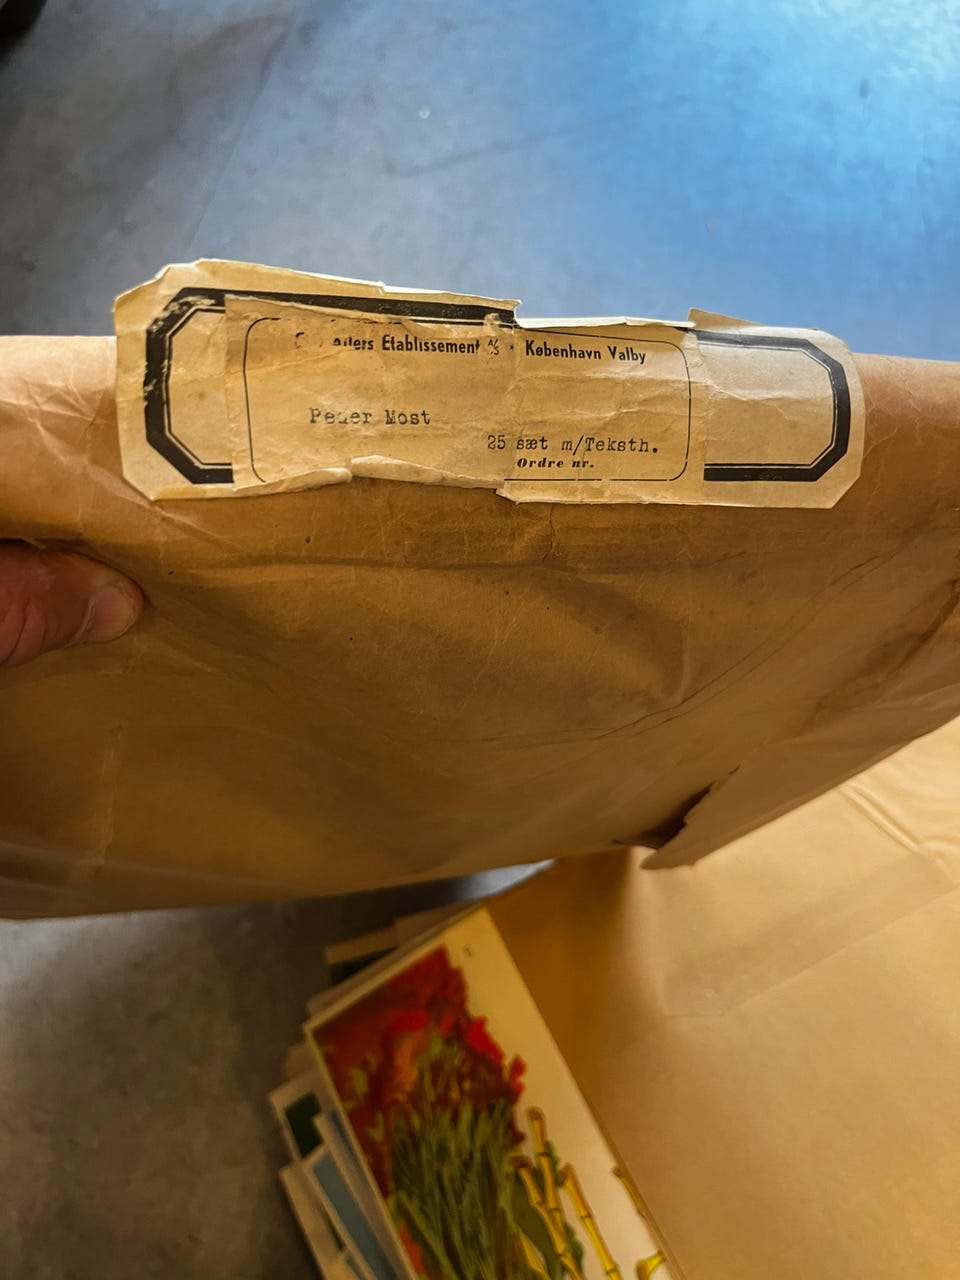 Etablissement A/S · København Valby
Peder Most
25 sæt m/Teksth.
Ordre nr.